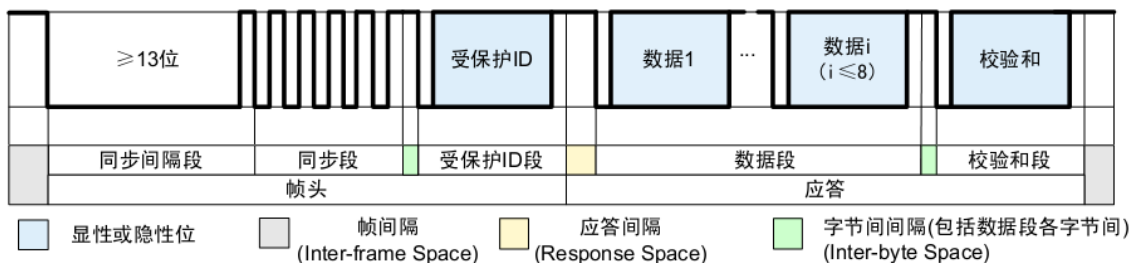 ≥13位
受保护ID
数据1
...
数据i
（i ≤8）
校验和
同步间隔段
同步段
受保护ID段
数据段
校验和段
帧头
应答
显性或隐性位
帧间隔
(Inter-frame Space)
应答间隔
(Response Space)
字节间间隔(包括数据段各字节间)
(Inter-byte Space)